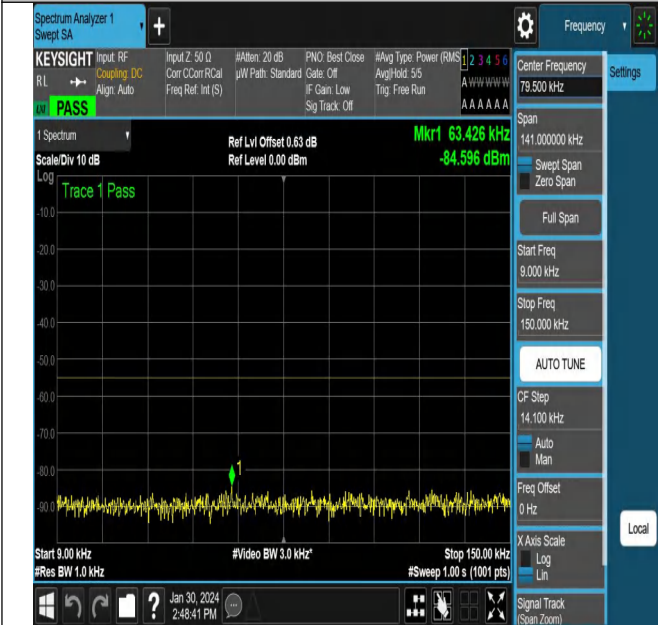 Spectrum Analyzer 1
Swept SA
+
Frequency
KEYSIGHT
RL
PASS
Input: RF
Coupling: DC
Align: Auto
Input Z: 50 Ω
Corr CCorr RCal
Freq Ref: Int (S)
#Atten: 20 dB
µW Path: Standard
PNO: Best Close
Gate: Off
IF Gain: Low
Sig Track: Off
#Avg Type: Power (RMS
Avg|Hold: 5/5
Trig: Free Run
1 2 3 4 5 6
A W W W W W
A A A A A A
1 Spectrum
Scale/Div 10 dB
Ref Lvl Offset 0.63 dB
Ref Level 0.00 dBm
Mkr1 63.426 kHz
-84.596 dBm
Log
Trace 1 Pass
-10.0
-20.0
-30.0
-40.0
-50.0
-60.0
-70.0
-80.0
-90.0
1
Start 9.00 kHz
#Res BW 1.0 kHz
#Video BW 3.0 kHz*
Stop 150.00 kHz
#Sweep 1.00 s (1001 pts)
?
Jan 30, 2024
2:48:41 PM
Center Frequency
79.500 kHz
Span
141.000000 kHz
Swept Span
Zero Span
Full Span
Start Freq
9.000 kHz
Stop Freq
150.000 kHz
AUTO TUNE
CF Step
14.100 kHz
Auto
Man
Freq Offset
0 Hz
X Axis Scale
Log
Lin
Signal Track
(Span Zoom)
Settings
Local